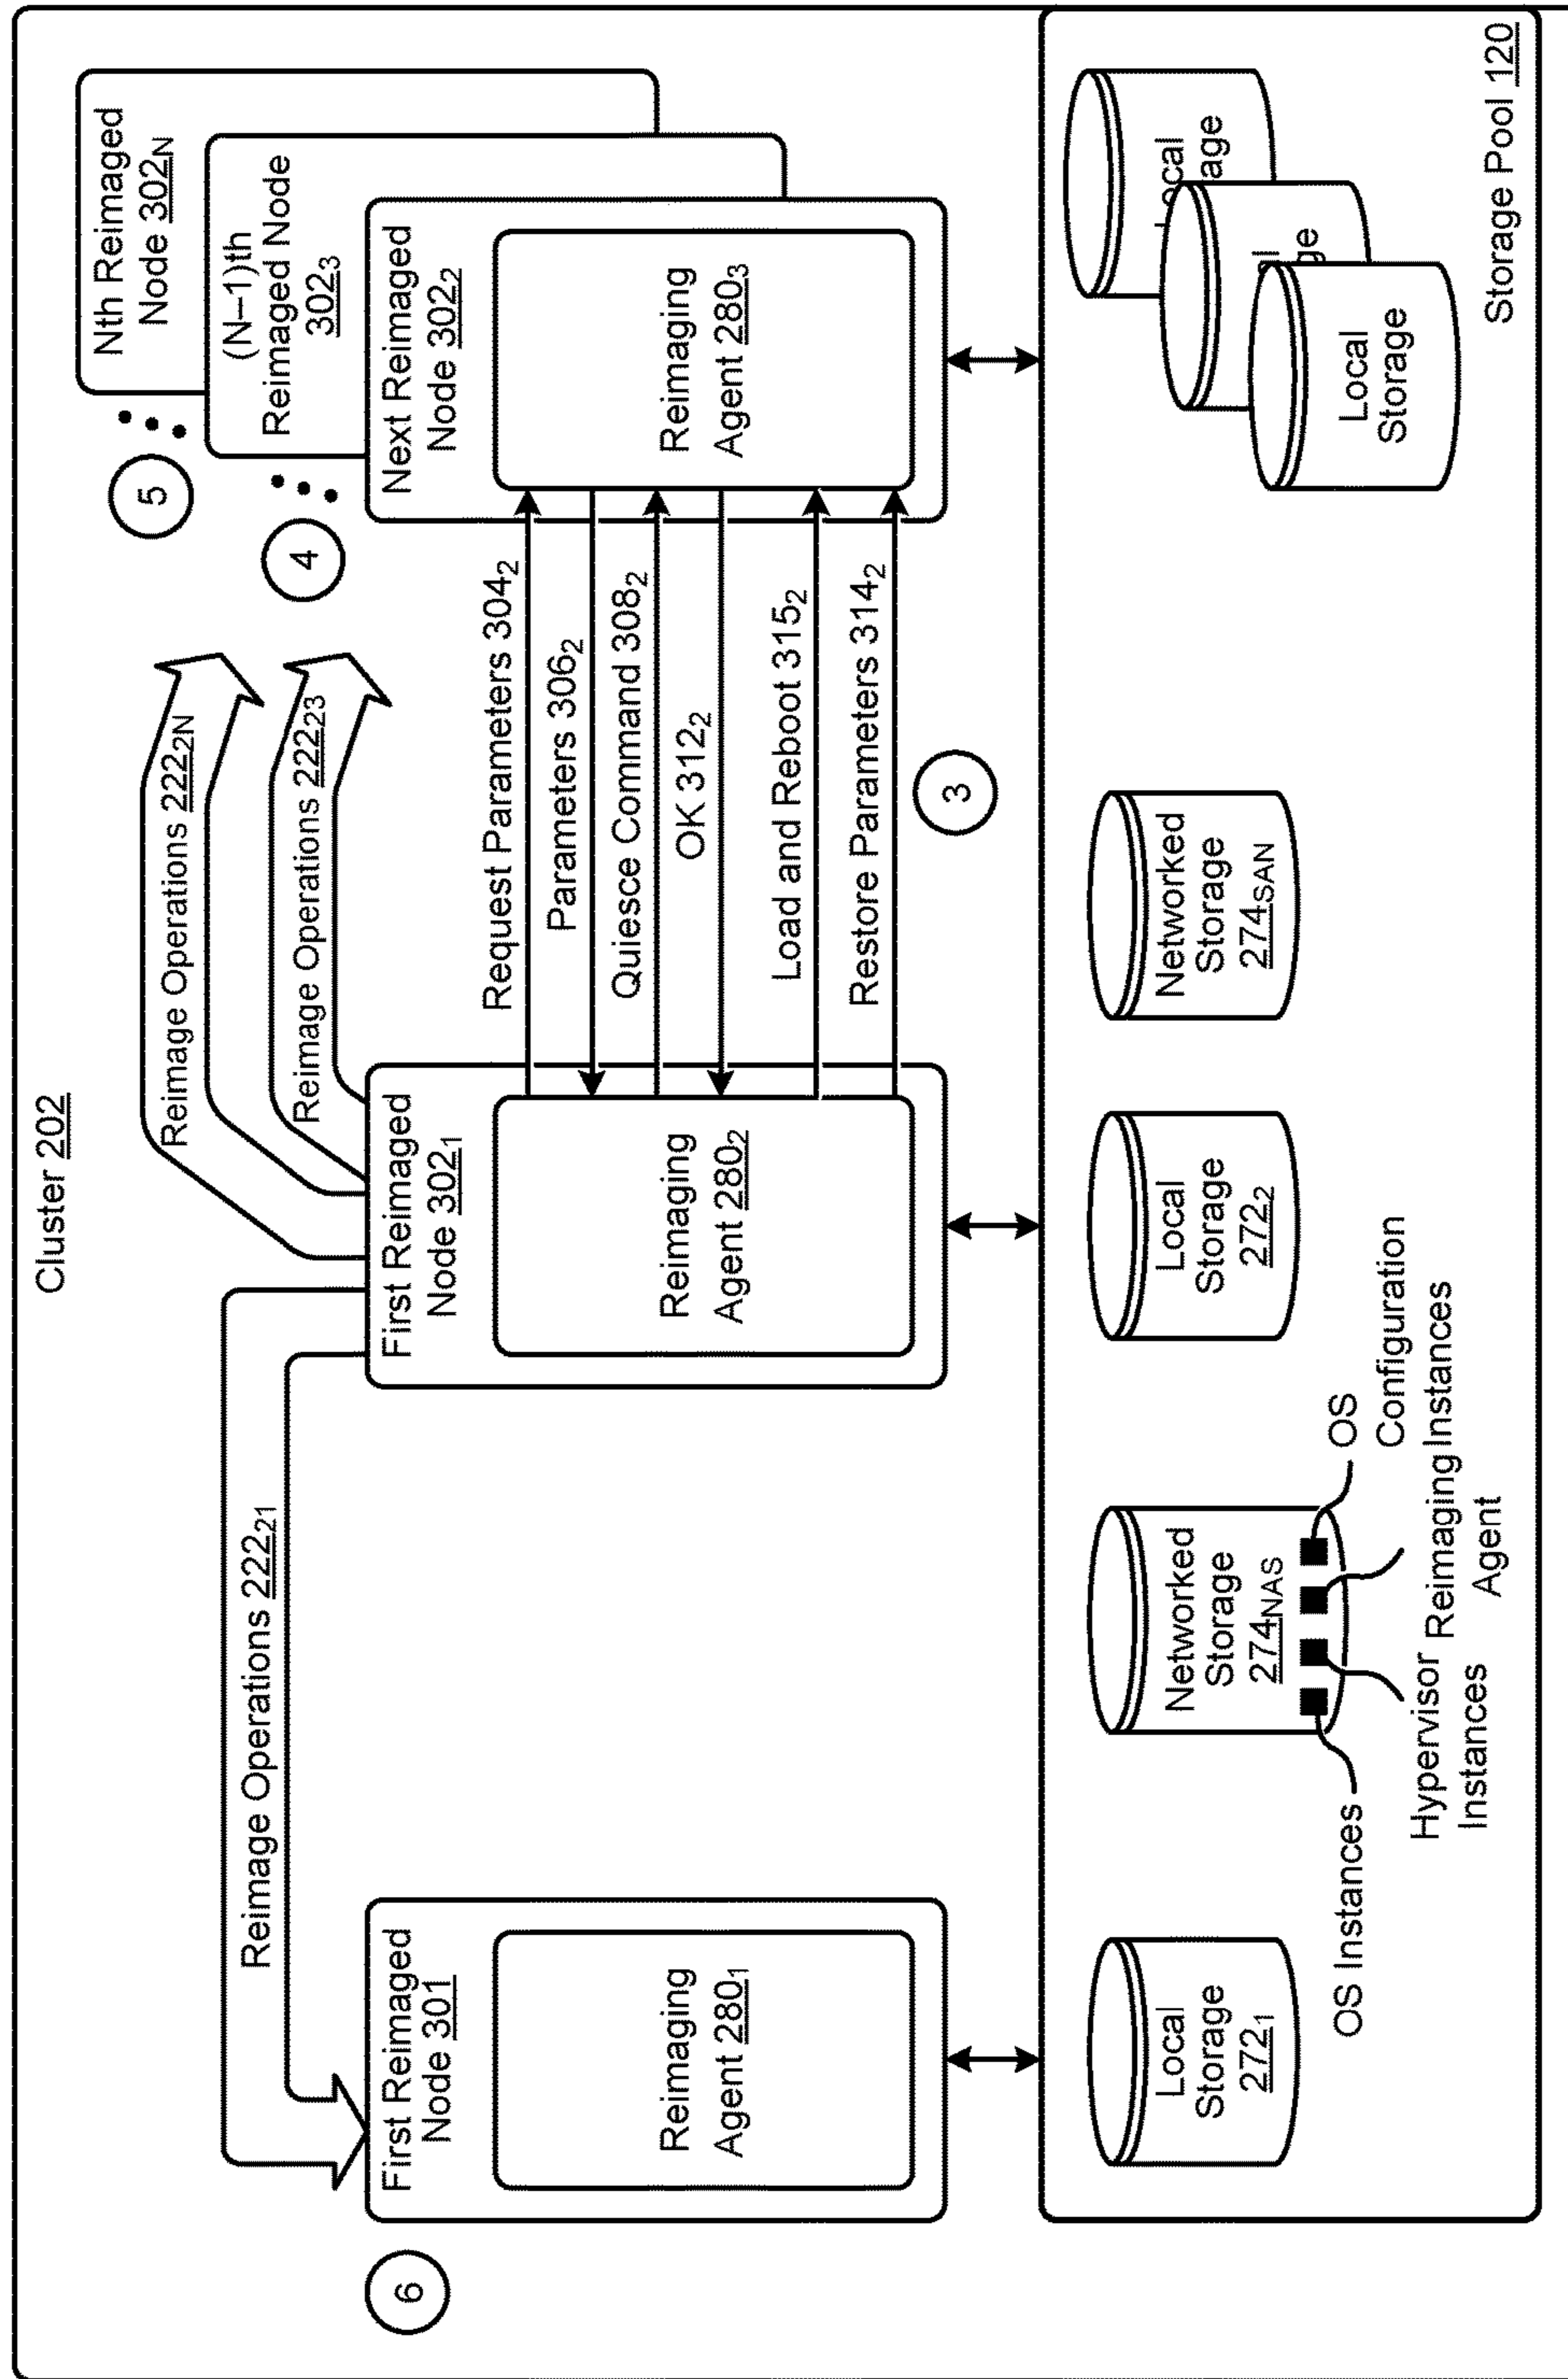 Cluster 202
Reimage Operations 222₂₁
Reimage Operations 222₂N
Reimage Operations 222₂₃
6
First Reimaged
Node 301
Reimaging
Agent 280₁
First Reimaged
Node 302₁
Reimaging
Agent 280₂
Request Parameters 304₂
Parameters 306₂
Quiesce Command 308₂
OK 312₂
Load and Reboot 315₂
Restore Parameters 314₂
3
4
5
Nth Reimaged
Node 302N
(N–1)th
Reimaged Node
302₃
Next Reimaged
Node 302₂
Reimaging
Agent 280₃
Local
Storage
272₁
Networked
Storage
274NAS
OS Instances
Hypervisor
Instances
Reimaging
Agent
OS
Configuration
Instances
Local
Storage
272₂
Networked
Storage
274SAN
Local
Storage
Storage Pool 120